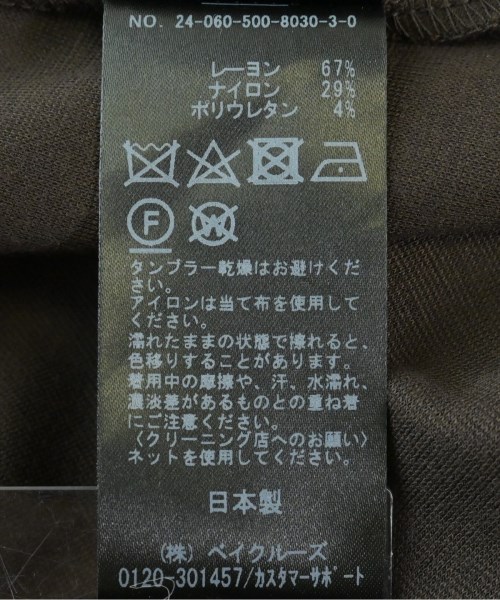 NO. 24-060-500-8030-3-0
レーヨン 67%
ナイロン 29%
ポリウレタン 4%
F
W
タンブラー乾燥はお避けくだ
さい。
アイロンは当て布を使用して
ください。
濡れたままの状態で擦れると、
色移りすることがあります。
着用中の摩擦や、汗、水濡れ、
濃淡差があるものとの重ね着
にご注意ください。
〈クリーニング店へのお願い〉
ネットを使用してください。
日本製
(株) ベイクルーズ
0120-301457/カスタマーサポート